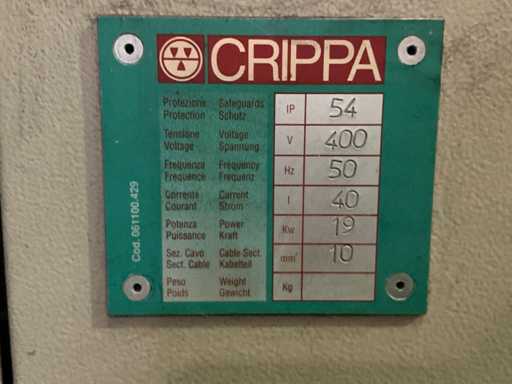 CRIPPA
Protezione Safeguards IP 54
Protection Schutz
Tensione Voltage V 400
Voltage Spannung
Frequenza Frequency Hz 50
Frequence Frequenz
Corrente Current I 40
Courant Strom
Potenza Power Kw 19
Puissance Kraft
Sez. Cavo Cable Sect. mm² 10
Sect. Cable Kabelteil
Peso Weight Kg
Poids Gewicht
Cod. 061100.429